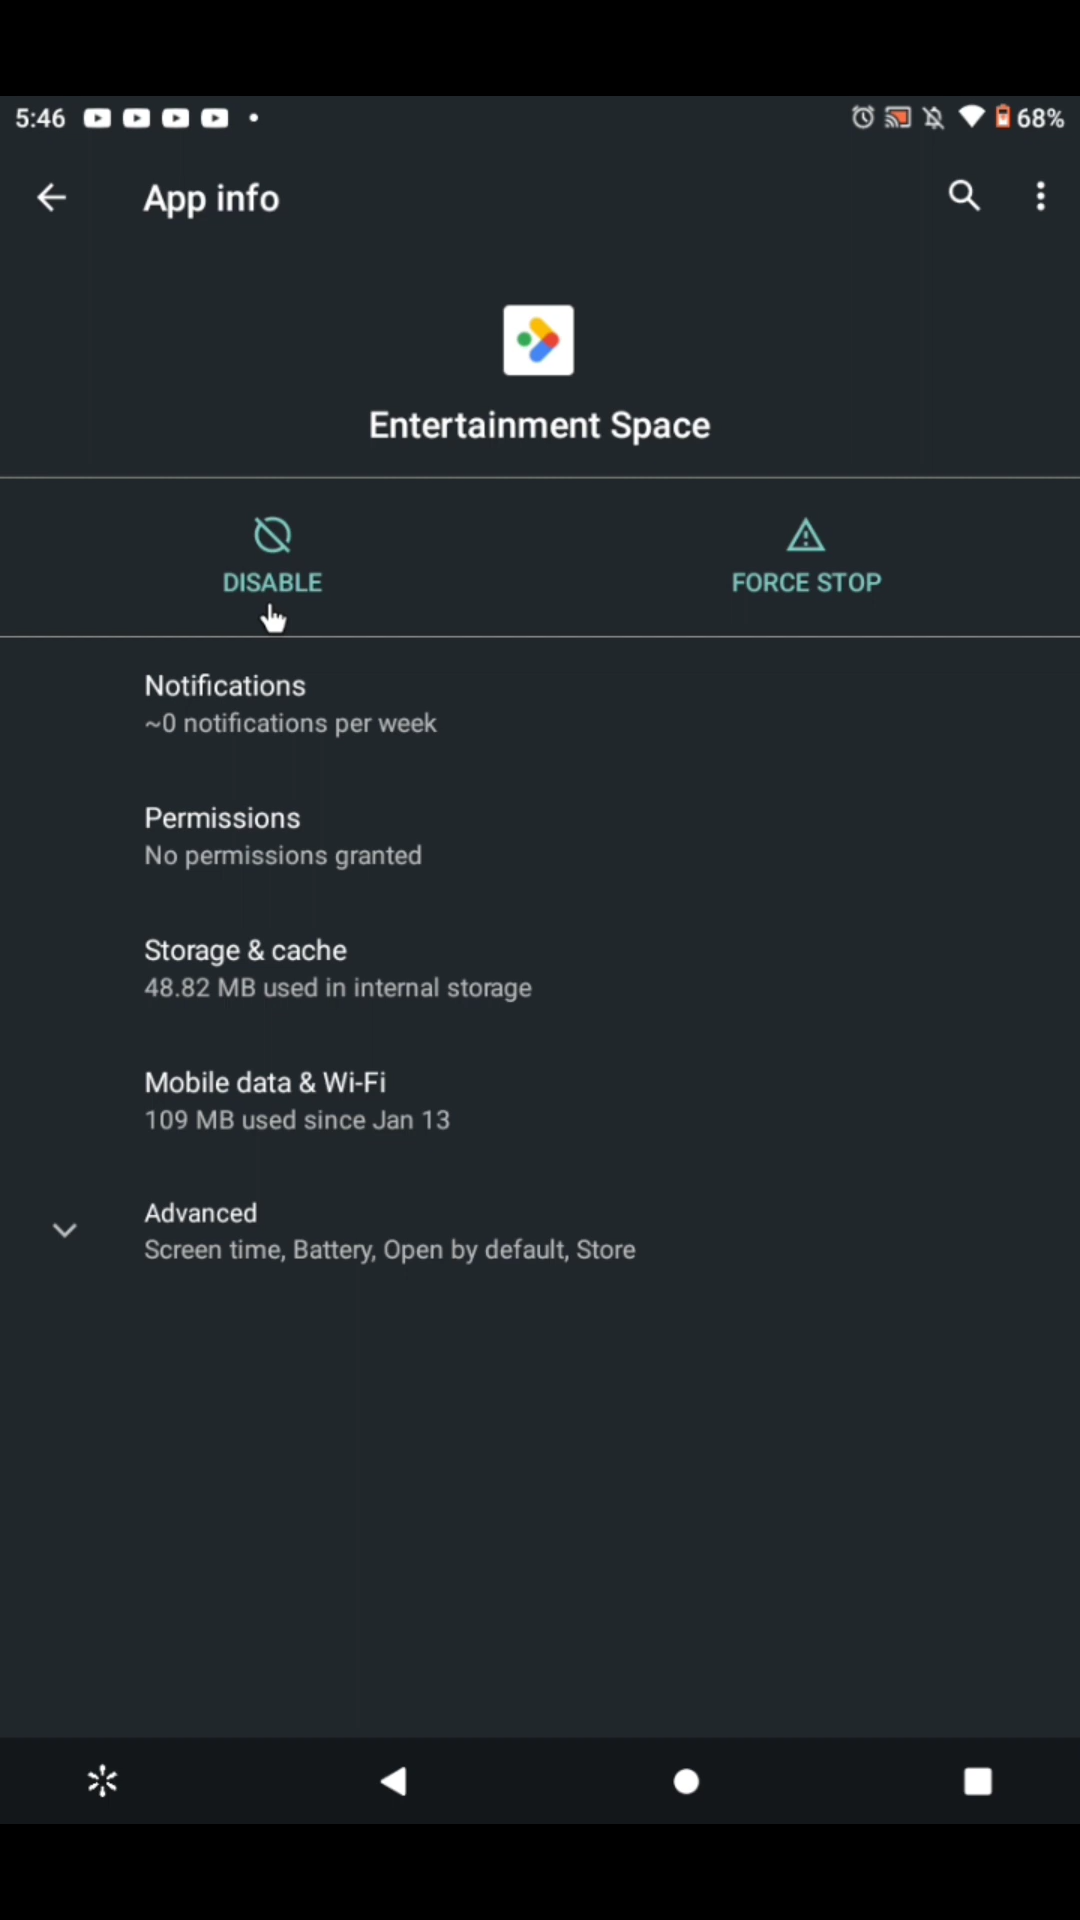 5:46
68%
App info
Entertainment Space
DISABLE
FORCE STOP
Notifications
~0 notifications per week
Permissions
No permissions granted
Storage & cache
48.82 MB used in internal storage
Mobile data & Wi-Fi
109 MB used since Jan 13
Advanced
Screen time, Battery, Open by default, Store